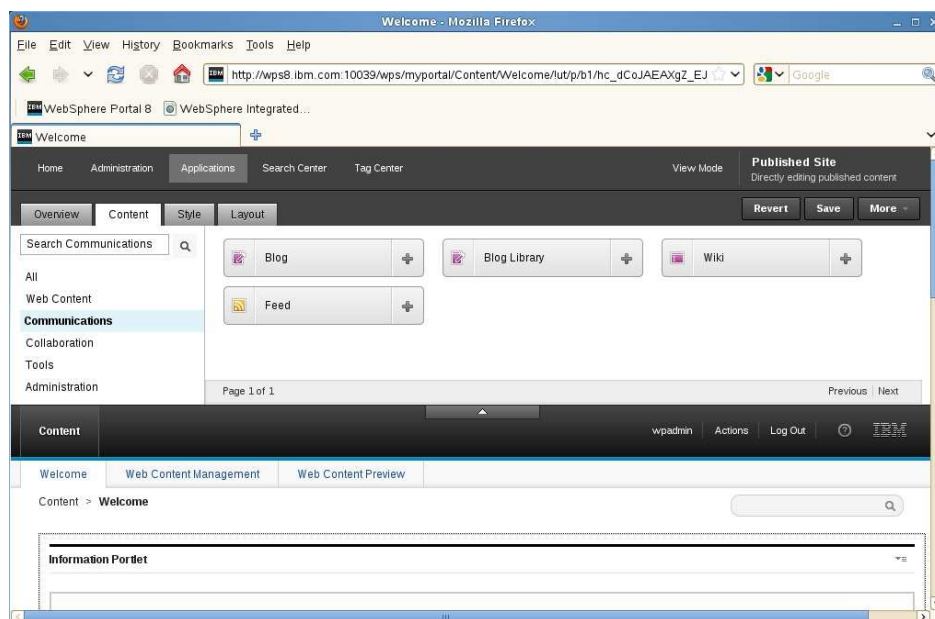 Welcome - Mozilla Firefox
File Edit View History Bookmarks Tools Help
IBM http://wps8.ibm.com:10039/wps/myportal/Content/Welcome/!ut/p/b1/hc_dCoJAEAXgZ_EJ Google
IBM WebSphere Portal 8 WebSphere Integrated...
IBM Welcome
Home Administration Applications Search Center Tag Center View Mode Published Site
Directly editing published content
Overview Content Style Layout Revert Save More
Search Communications
Blog Blog Library Wiki
All
Web Content
Feed
Communications
Collaboration
Tools
Administration
Page 1 of 1 Previous Next
Content wpadmin Actions Log Out ? IBM
Welcome Web Content Management Web Content Preview
Content > Welcome
Information Portlet